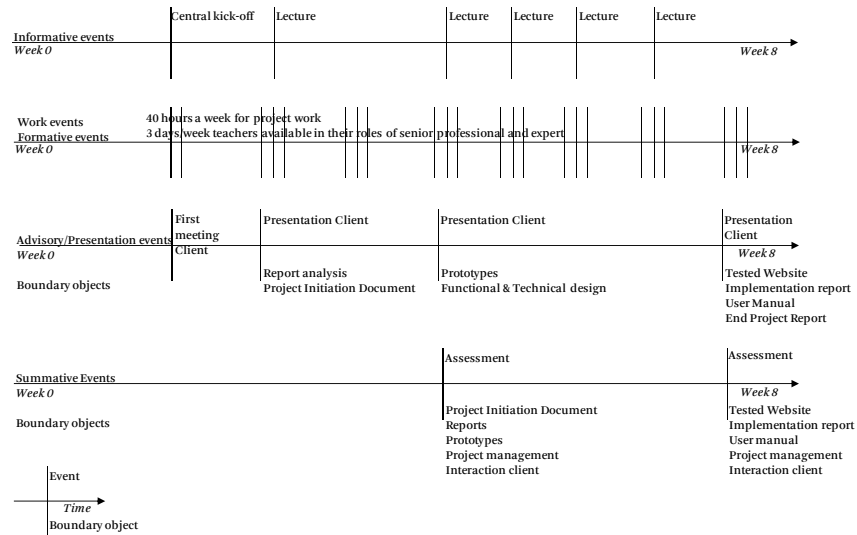 Central kick-off
Lecture
Lecture
Lecture
Lecture
Lecture
Informative events
Week 0
Week 8
Work events
Formative events
40 hours a week for project work
3 days/week teachers available in their roles of senior professional and expert
Week 0
Week 8
First
meeting
Client
Presentation Client
Presentation Client
Presentation
Client
Advisory/Presentation events
Week 0
Week 8
Boundary objects
Report analysis
Project Initiation Document
Prototypes
Functional & Technical design
Tested Website
Implementation report
User Manual
End Project Report
Assessment
Assessment
Summative Events
Week 0
Week 8
Boundary objects
Project Initiation Document
Reports
Prototypes
Project management
Interaction client
Tested Website
Implementation report
User manual
Project management
Interaction client
Event
Time
Boundary object